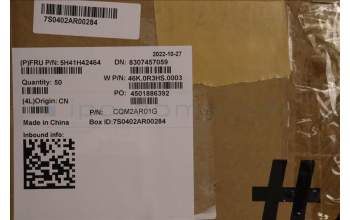 7S0402AR00284
2022-10-27
(P)FRU P/N: 5H41H42464 DN: 8307457059
W P/N: 46K.0R3HS.0003
Quantity: 50
PO: 4501886392
(4L)Origin: CN
P/N: CQM2AR01G
Made in China Box ID:7S0402AR00284
Inbound info: